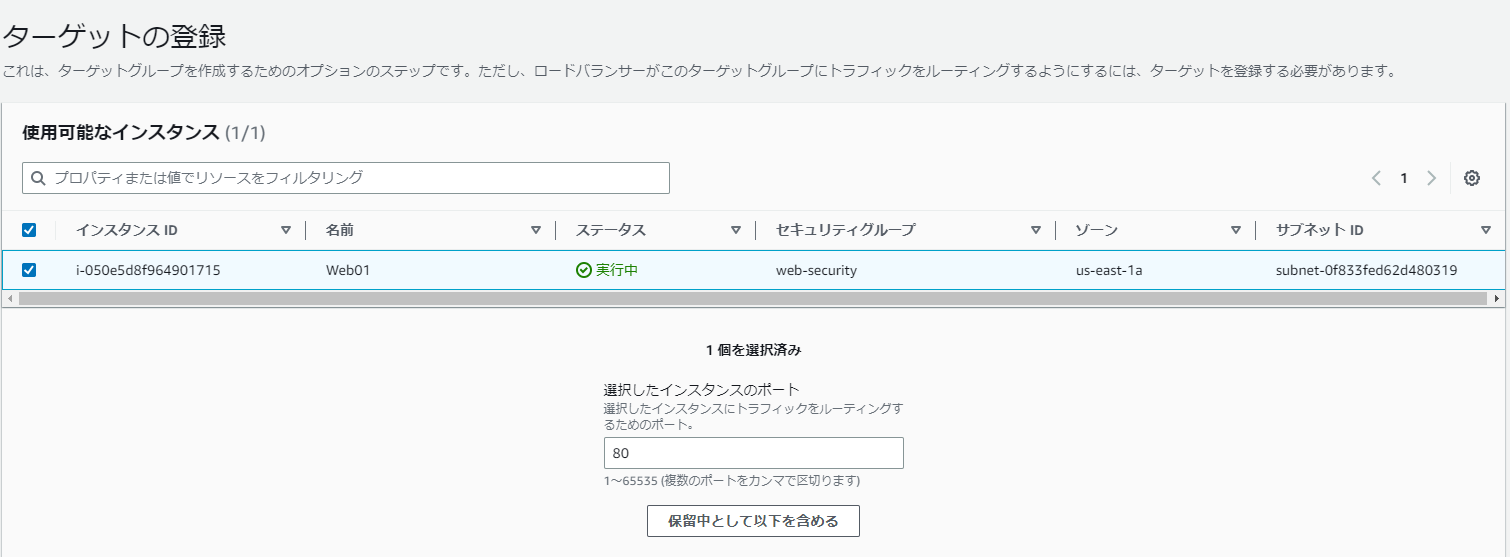 ターゲットの登録
これは、ターゲットグループを作成するためのオプションのステップです。ただし、ロードバランサーがこのターゲットグループにトラフィックをルーティングするようにするには、ターゲットを登録する必要があります。
使用可能なインスタンス (1/1)
プロパティまたは値でリソースをフィルタリング
1
インスタンス ID 名前 ステータス セキュリティグループ ゾーン サブネット ID
i-050e5d8f964901715 Web01 実行中 web-security us-east-1a subnet-0f833fed62d480319
1 個を選択済み
選択したインスタンスのポート
選択したインスタンスにトラフィックをルーティングす
るためのポート。
80
1～65535 (複数のポートをカンマで区切ります)
保留中として以下を含める